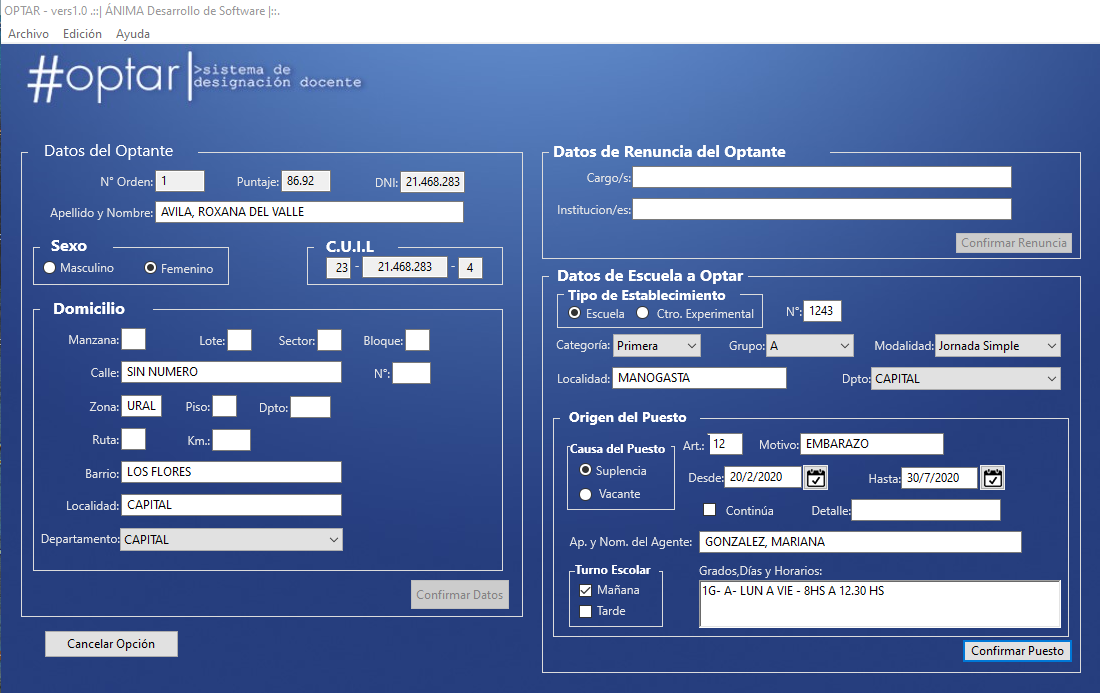 OPTAR - vers1.0 .::| ÁNIMA Desarrollo de Software |::.
Archivo Edición Ayuda
#optar
>sistema de
designación docente
Datos del Optante
N° Orden: 1 Puntaje: 86.92 DNI: 21.468.283
Apellido y Nombre: AVILA, ROXANA DEL VALLE
Sexo
Masculino Femenino
C.U.I.L
23 - 21.468.283 - 4
Domicilio
Manzana: Lote: Sector: Bloque:
Calle: SIN NUMERO N°:
Zona: URAL Piso: Dpto:
Ruta: Km.:
Barrio: LOS FLORES
Localidad: CAPITAL
Departamento: CAPITAL
Confirmar Datos
Cancelar Opción
Datos de Renuncia del Optante
Cargo/s:
Institucion/es:
Confirmar Renuncia
Datos de Escuela a Optar
Tipo de Establecimiento
Escuela Ctro. Experimental N°: 1243
Categoría: Primera Grupo: A Modalidad: Jornada Simple
Localidad: MANOGASTA Dpto: CAPITAL
Origen del Puesto
Causa del Puesto
Suplencia
Vacante
Art.: 12 Motivo: EMBARAZO
Desde: 20/2/2020 Hasta: 30/7/2020
Continúa Detalle:
Ap. y Nom. del Agente: GONZALEZ, MARIANA
Turno Escolar
Mañana
Tarde
Grados,Días y Horarios:
1G- A- LUN A VIE - 8HS A 12.30 HS
Confirmar Puesto